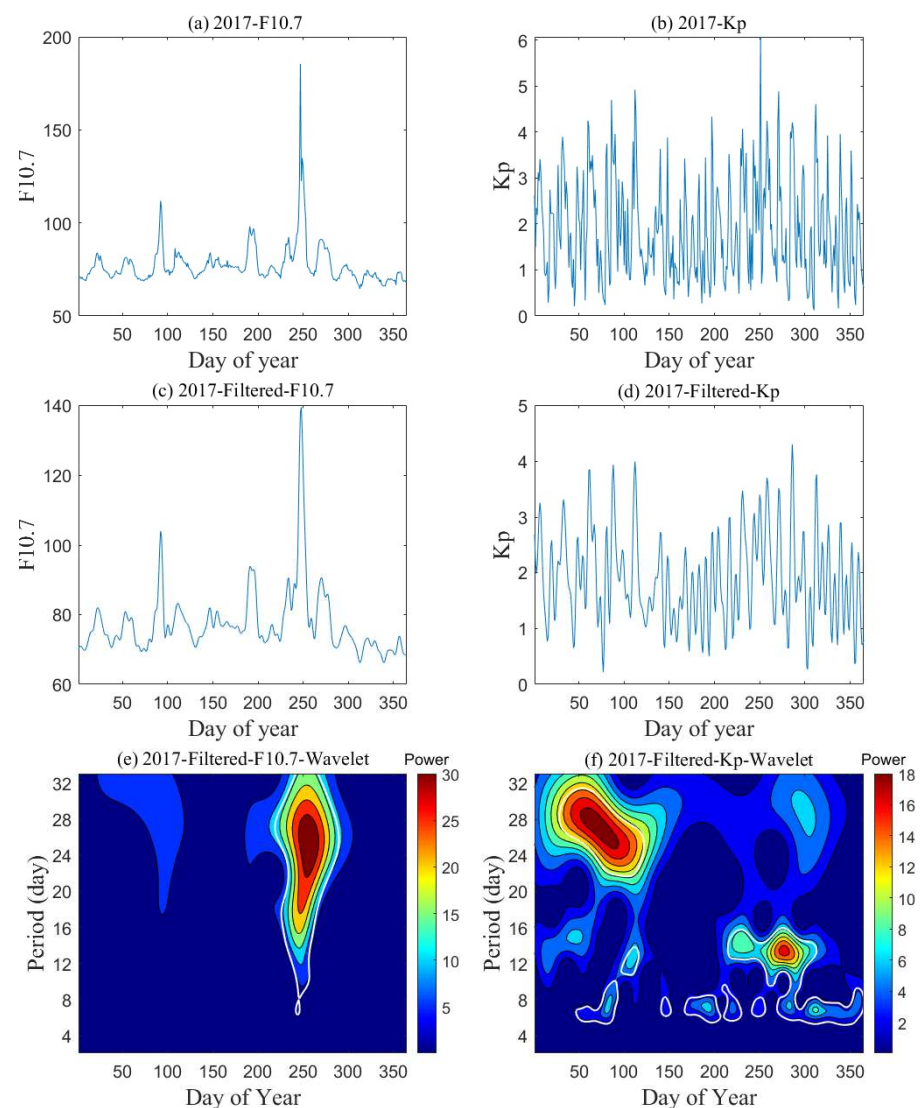 (a) 2017-F10.7
(b) 2017-Kp
200
150
100
50
F10.7
50 100 150 200 250 300 350
Day of year
6
5
4
3
2
1
0
Kp
50 100 150 200 250 300 350
Day of year
(c) 2017-Filtered-F10.7
(d) 2017-Filtered-Kp
140
120
100
80
60
F10.7
50 100 150 200 250 300 350
Day of year
5
4
3
2
1
0
Kp
50 100 150 200 250 300 350
Day of year
(e) 2017-Filtered-F10.7-Wavelet
Power
(f) 2017-Filtered-Kp-Wavelet
Power
32
28
24
20
16
12
8
4
Period (day)
50 100 150 200 250 300 350
Day of Year
30
25
20
15
10
5
32
28
24
20
16
12
8
4
Period (day)
50 100 150 200 250 300 350
Day of Year
18
16
14
12
10
8
6
4
2